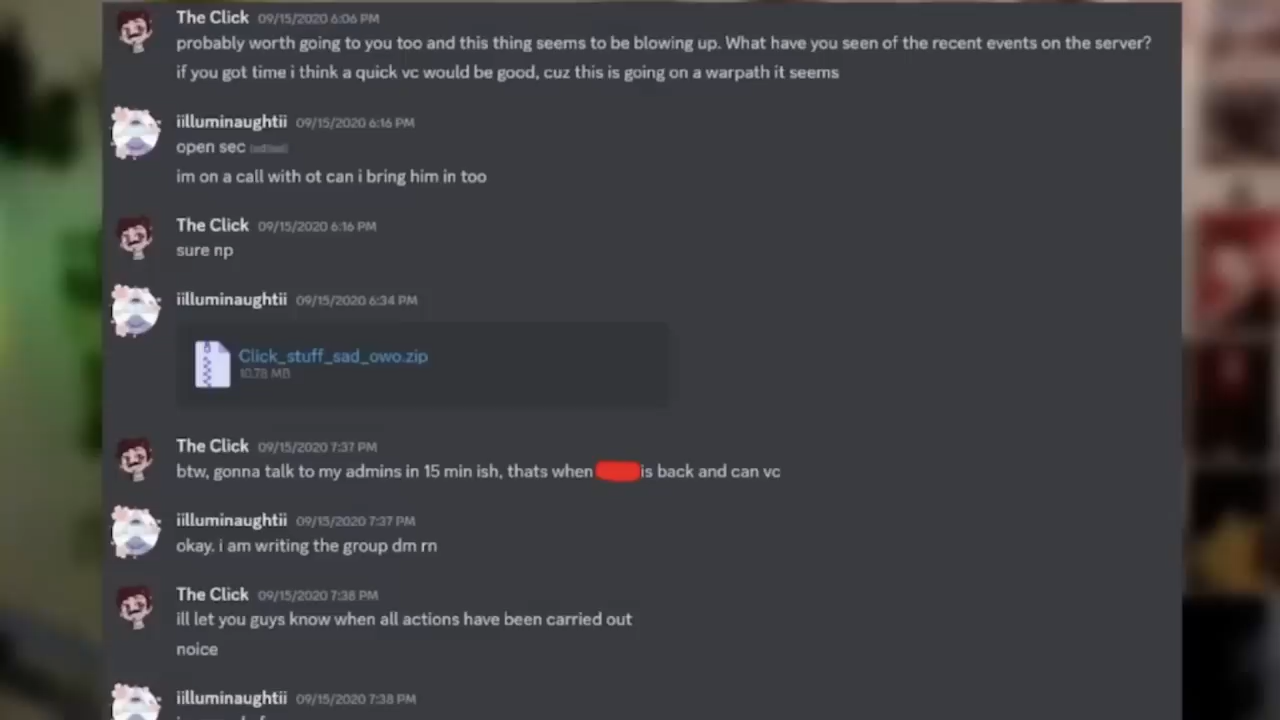 The Click 09/15/2020 6:06 PM
probably worth going to you too and this thing seems to be blowing up. What have you seen of the recent events on the server?
if you got time i think a quick vc would be good, cuz this is going on a warpath it seems
iilluminaughtii 09/15/2020 6:16 PM
open sec (edited)
im on a call with ot can i bring him in too
The Click 09/15/2020 6:16 PM
sure np
iilluminaughtii 09/15/2020 6:34 PM
Click_stuff_sad_owo.zip
10.78 MB
The Click 09/15/2020 7:37 PM
btw, gonna talk to my admins in 15 min ish, thats when is back and can vc
iilluminaughtii 09/15/2020 7:37 PM
okay. i am writing the group dm rn
The Click 09/15/2020 7:38 PM
ill let you guys know when all actions have been carried out
noice
iilluminaughtii 09/15/2020 7:38 PM